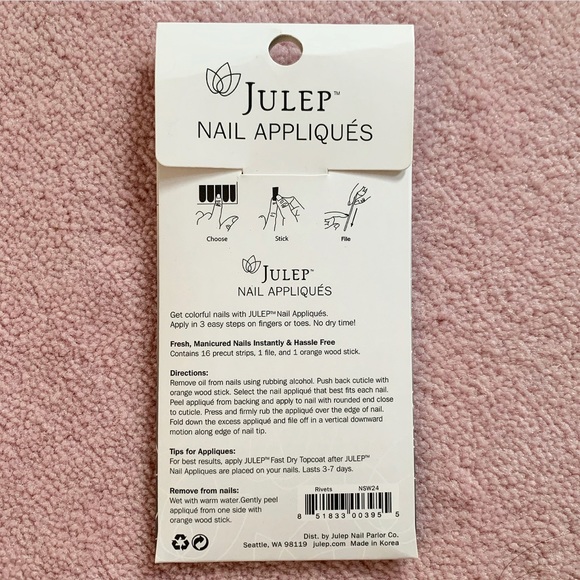 JULEP™
NAIL APPLIQUÉS
Choose
Stick
File
JULEP™
NAIL APPLIQUÉS
Get colorful nails with JULEP™ Nail Appliqués.
Apply in 3 easy steps on fingers or toes. No dry time!
Fresh, Manicured Nails Instantly & Hassle Free
Contains 16 precut strips, 1 file, and 1 orange wood stick.
Directions:
Remove oil from nails using rubbing alcohol. Push back cuticle with
orange wood stick. Select the nail appliqué that best fits each nail.
Peel appliqué from backing and apply to nail with rounded end close
to cuticle. Press and firmly rub the appliqué over the edge of nail.
Fold down the excess appliqué and file off in a vertical downward
motion along edge of nail tip.
Tips for Appliques:
For best results, apply JULEP™ Fast Dry Topcoat after JULEP™
Nail Appliques are placed on your nails. Lasts 3-7 days.
Remove from nails:
Wet with warm water.Gently peel
appliqué from one side with
orange wood stick.
Rivets NSW24
8 51833 00395 5
Dist. by Julep Nail Parlor Co.
Seattle, WA 98119 julep.com Made in Korea